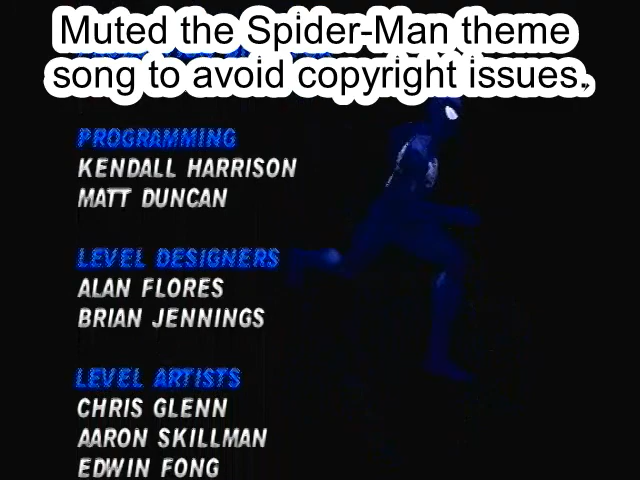 Muted the Spider-Man theme
song to avoid copyright issues.
PROGRAMMING
KENDALL HARRISON
MATT DUNCAN
LEVEL DESIGNERS
ALAN FLORES
BRIAN JENNINGS
LEVEL ARTISTS
CHRIS GLENN
AARON SKILLMAN
EDWIN FONG